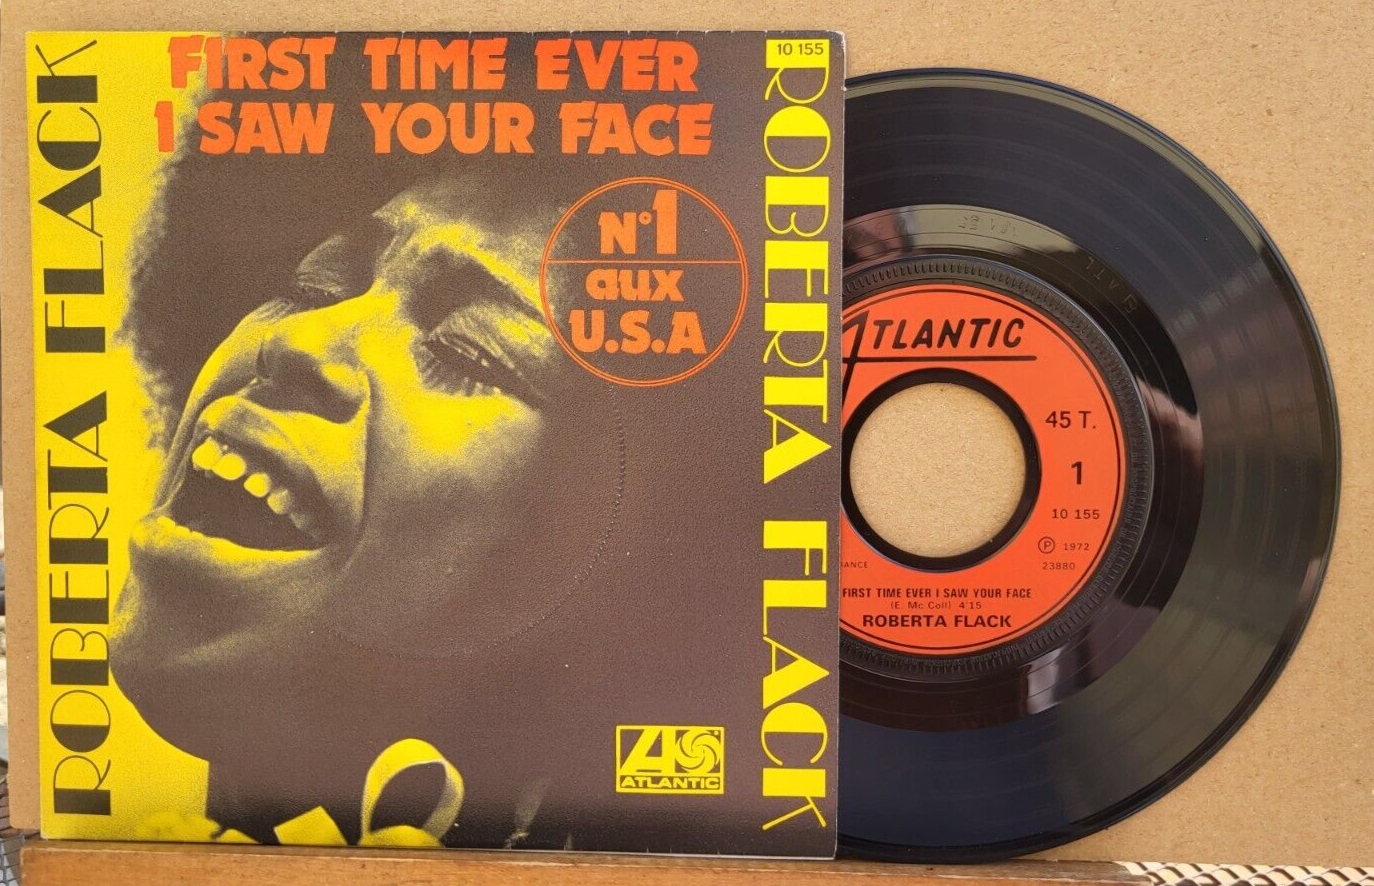 ROBERTA FLACK
FIRST TIME EVER
I SAW YOUR FACE
N°1
aux
U.S.A
10 155
ROBERTA FLACK
ATLANTIC
ATLANTIC
45 T.
1
10 155
Ⓟ 1972
23880
FIRST TIME EVER I SAW YOUR FACE
(E. Mc Coll) 4'15
ROBERTA FLACK